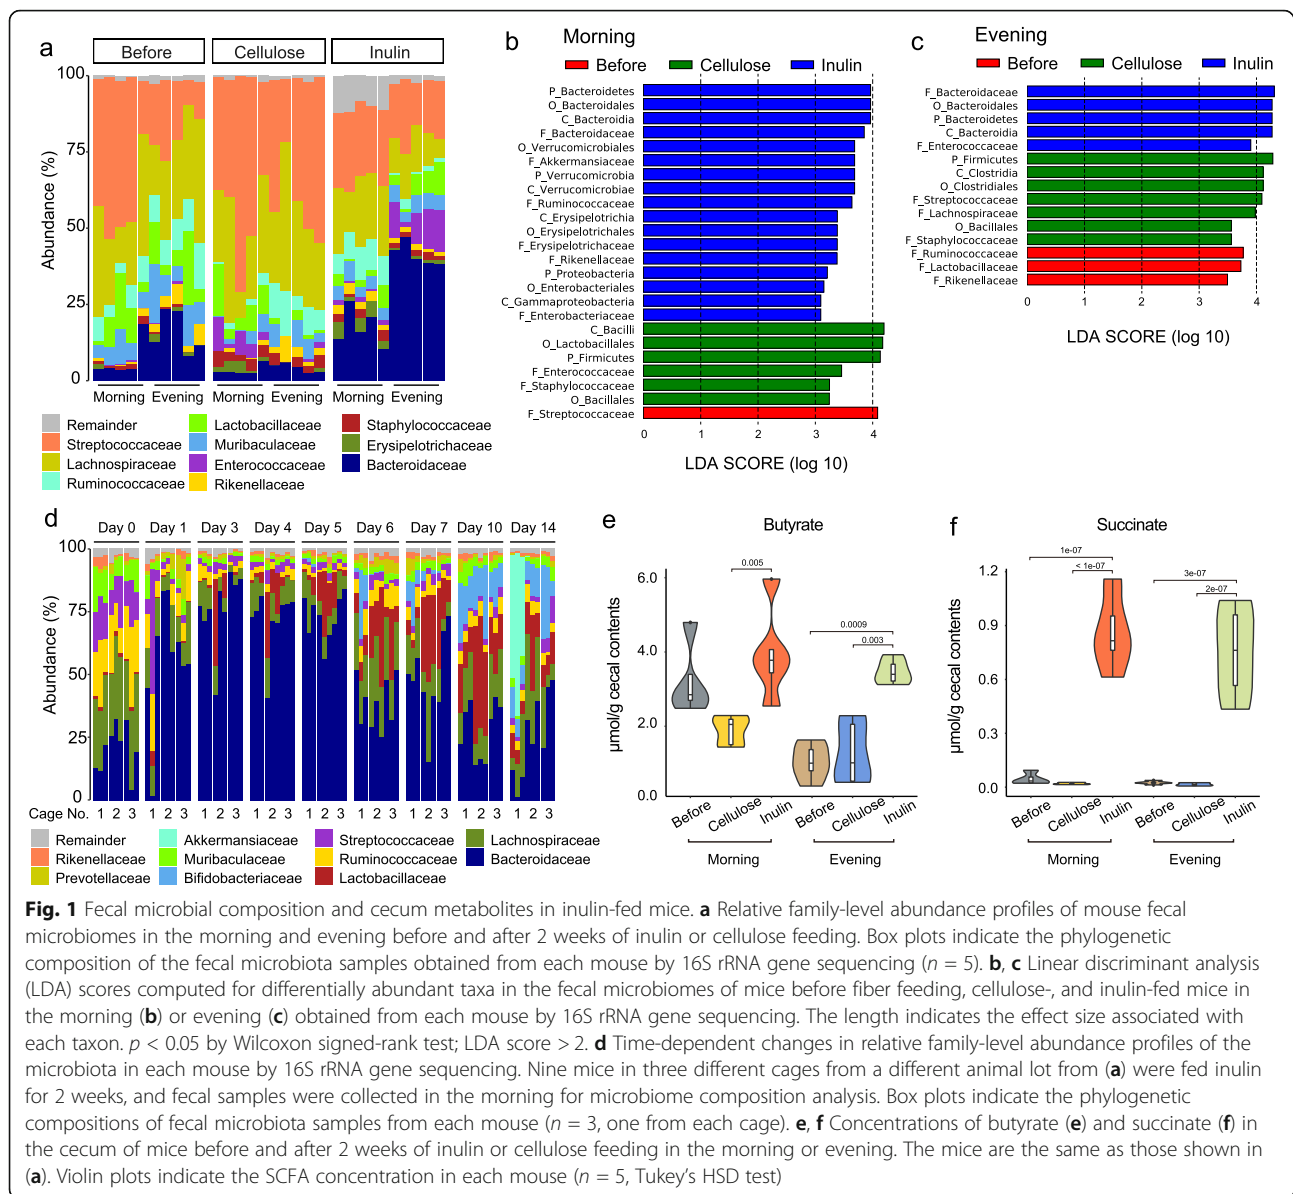 a
Before
Cellulose
Inulin
100
75
50
25
0
Abundance (%)
Morning Evening Morning Evening Morning Evening
Remainder
Streptococcaceae
Lachnospiraceae
Ruminococcaceae
Lactobacillaceae
Muribaculaceae
Enterococcaceae
Rikenellaceae
Staphylococcaceae
Erysipelotrichaceae
Bacteroidaceae
b
Morning
Before Cellulose Inulin
P_Bacteroidetes
O_Bacteroidales
C_Bacteroidia
F_Bacteroidaceae
O_Verrucomicrobiales
F_Akkermansiaceae
P_Verrucomicrobia
C_Verrucomicrobiae
F_Ruminococcaceae
C_Erysipelotrichia
O_Erysipelotrichales
F_Erysipelotrichaceae
F_Rikenellaceae
P_Proteobacteria
O_Enterobacteriales
C_Gammaproteobacteria
F_Enterobacteriaceae
C_Bacilli
O_Lactobacillales
P_Firmicutes
F_Enterococcaceae
F_Staphylococcaceae
O_Bacillales
F_Streptococcaceae
0 1 2 3 4
LDA SCORE (log 10)
c
Evening
Before Cellulose Inulin
F_Bacteroidaceae
O_Bacteroidales
P_Bacteroidetes
C_Bacteroidia
F_Enterococcaceae
P_Firmicutes
C_Clostridia
O_Clostridiales
F_Streptococcaceae
F_Lachnospiraceae
O_Bacillales
F_Staphylococcaceae
F_Ruminococcaceae
F_Lactobacillaceae
F_Rikenellaceae
0 1 2 3 4
LDA SCORE (log 10)
d
Day 0 Day 1 Day 3 Day 4 Day 5 Day 6 Day 7 Day 10 Day 14
100
75
50
25
0
Abundance (%)
Cage No. 1 2 3 1 2 3 1 2 3 1 2 3 1 2 3 1 2 3 1 2 3 1 2 3 1 2 3
Remainder
Rikenellaceae
Prevotellaceae
Akkermansiaceae
Muribaculaceae
Bifidobacteriaceae
Streptococcaceae
Ruminococcaceae
Lactobacillaceae
Lachnospiraceae
Bacteroidaceae
e
Butyrate
µmol/g cecal contents
6.0
4.0
2.0
0.0
0.005
0.0009
0.003
Before Cellulose Inulin Before Cellulose Inulin
Morning Evening
f
Succinate
µmol/g cecal contents
1.2
0.9
0.6
0.3
0.0
1e-07
< 1e-07
3e-07
2e-07
Before Cellulose Inulin Before Cellulose Inulin
Morning Evening
Fig. 1 Fecal microbial composition and cecum metabolites in inulin-fed mice. a Relative family-level abundance profiles of mouse fecal
microbiomes in the morning and evening before and after 2 weeks of inulin or cellulose feeding. Box plots indicate the phylogenetic
composition of the fecal microbiota samples obtained from each mouse by 16S rRNA gene sequencing (n = 5). b, c Linear discriminant analysis
(LDA) scores computed for differentially abundant taxa in the fecal microbiomes of mice before fiber feeding, cellulose-, and inulin-fed mice in
the morning (b) or evening (c) obtained from each mouse by 16S rRNA gene sequencing. The length indicates the effect size associated with
each taxon. p < 0.05 by Wilcoxon signed-rank test; LDA score > 2. d Time-dependent changes in relative family-level abundance profiles of the
microbiota in each mouse by 16S rRNA gene sequencing. Nine mice in three different cages from a different animal lot from (a) were fed inulin
for 2 weeks, and fecal samples were collected in the morning for microbiome composition analysis. Box plots indicate the phylogenetic
compositions of fecal microbiota samples from each mouse (n = 3, one from each cage). e, f Concentrations of butyrate (e) and succinate (f) in
the cecum of mice before and after 2 weeks of inulin or cellulose feeding in the morning or evening. The mice are the same as those shown in
(a). Violin plots indicate the SCFA concentration in each mouse (n = 5, Tukey's HSD test)